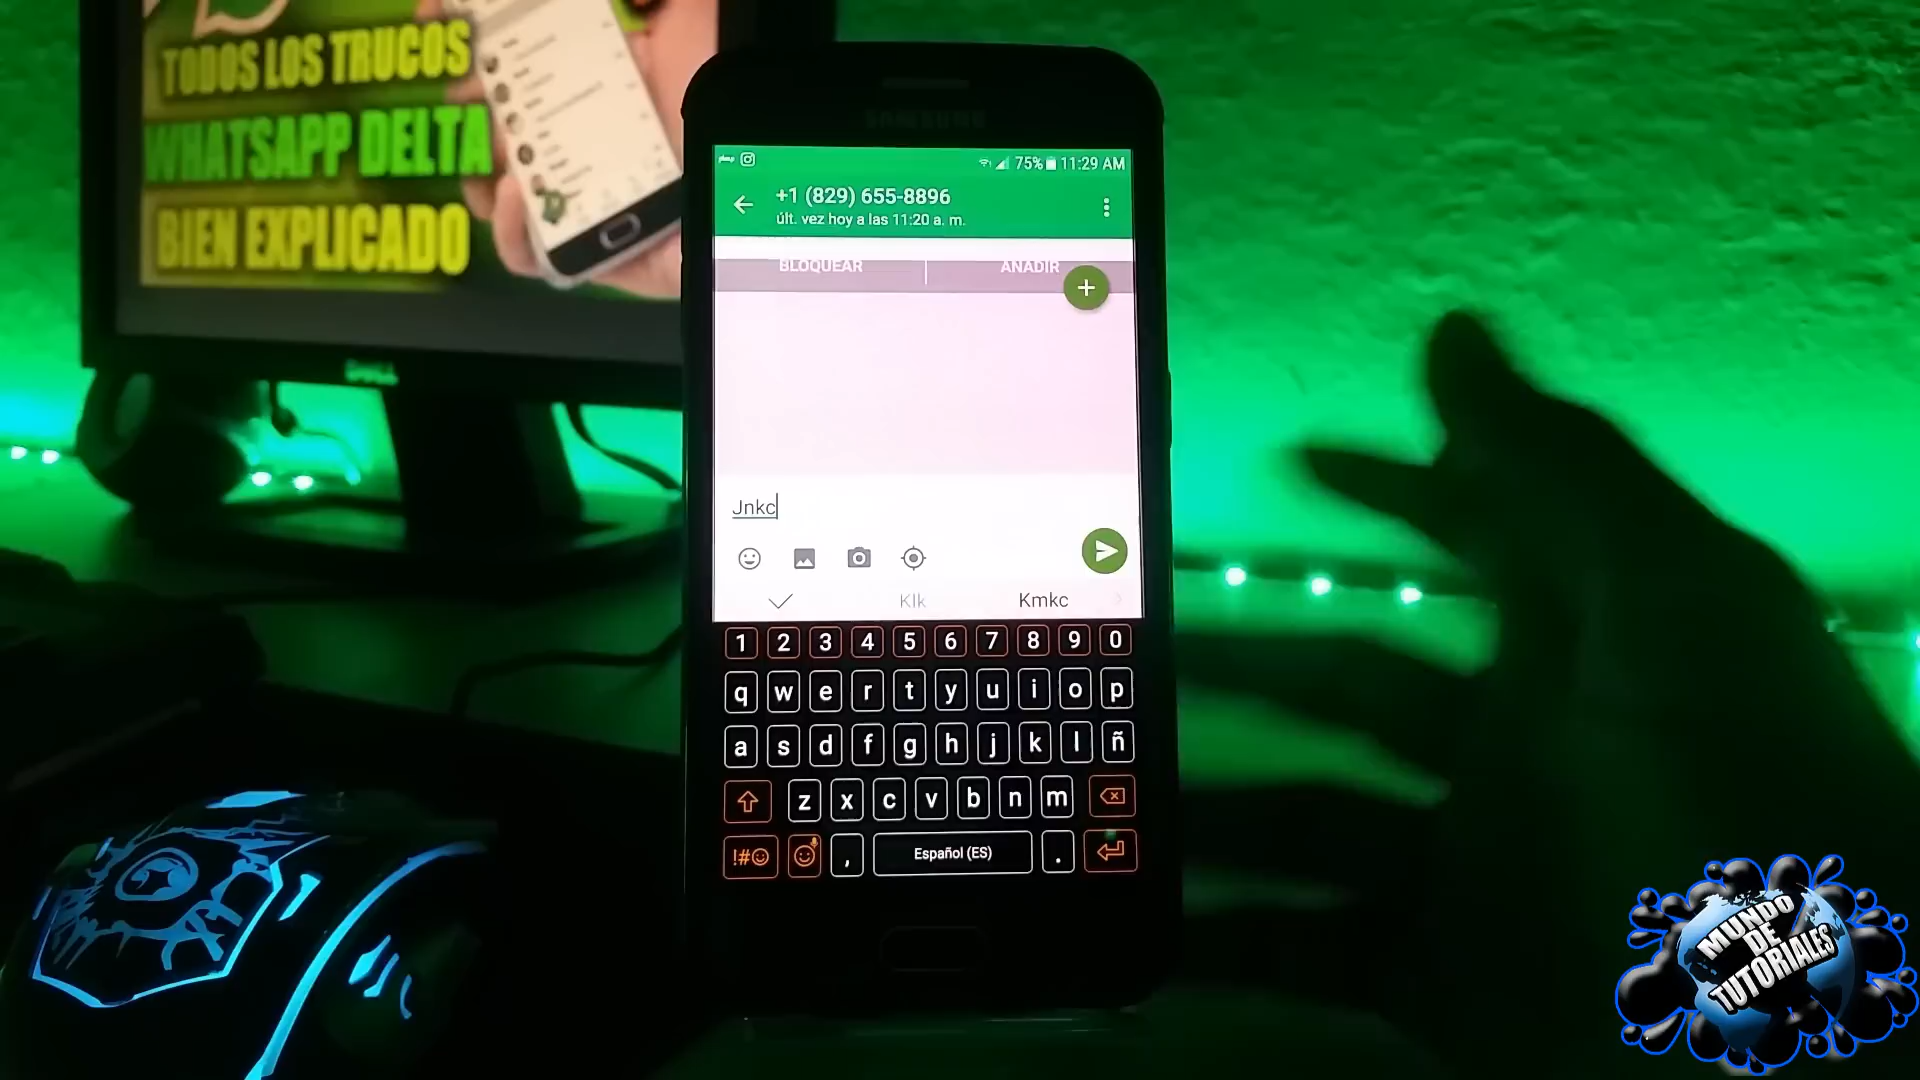 TODOS LOS TRUCOS
WHATSAPP DELTA
BIEN EXPLICADO
DELL
SAMSUNG
75% 11:29 AM
+1 (829) 655-8896
últ. vez hoy a las 11:20 a. m.
BLOQUEAR AÑADIR
Jnkc
Klk Kmkc
1 2 3 4 5 6 7 8 9 0
q w e r t y u i o p
a s d f g h j k l ñ
z x c v b n m
!#☺ , Español (ES) .
MUNDO
DE
TUTORIALES